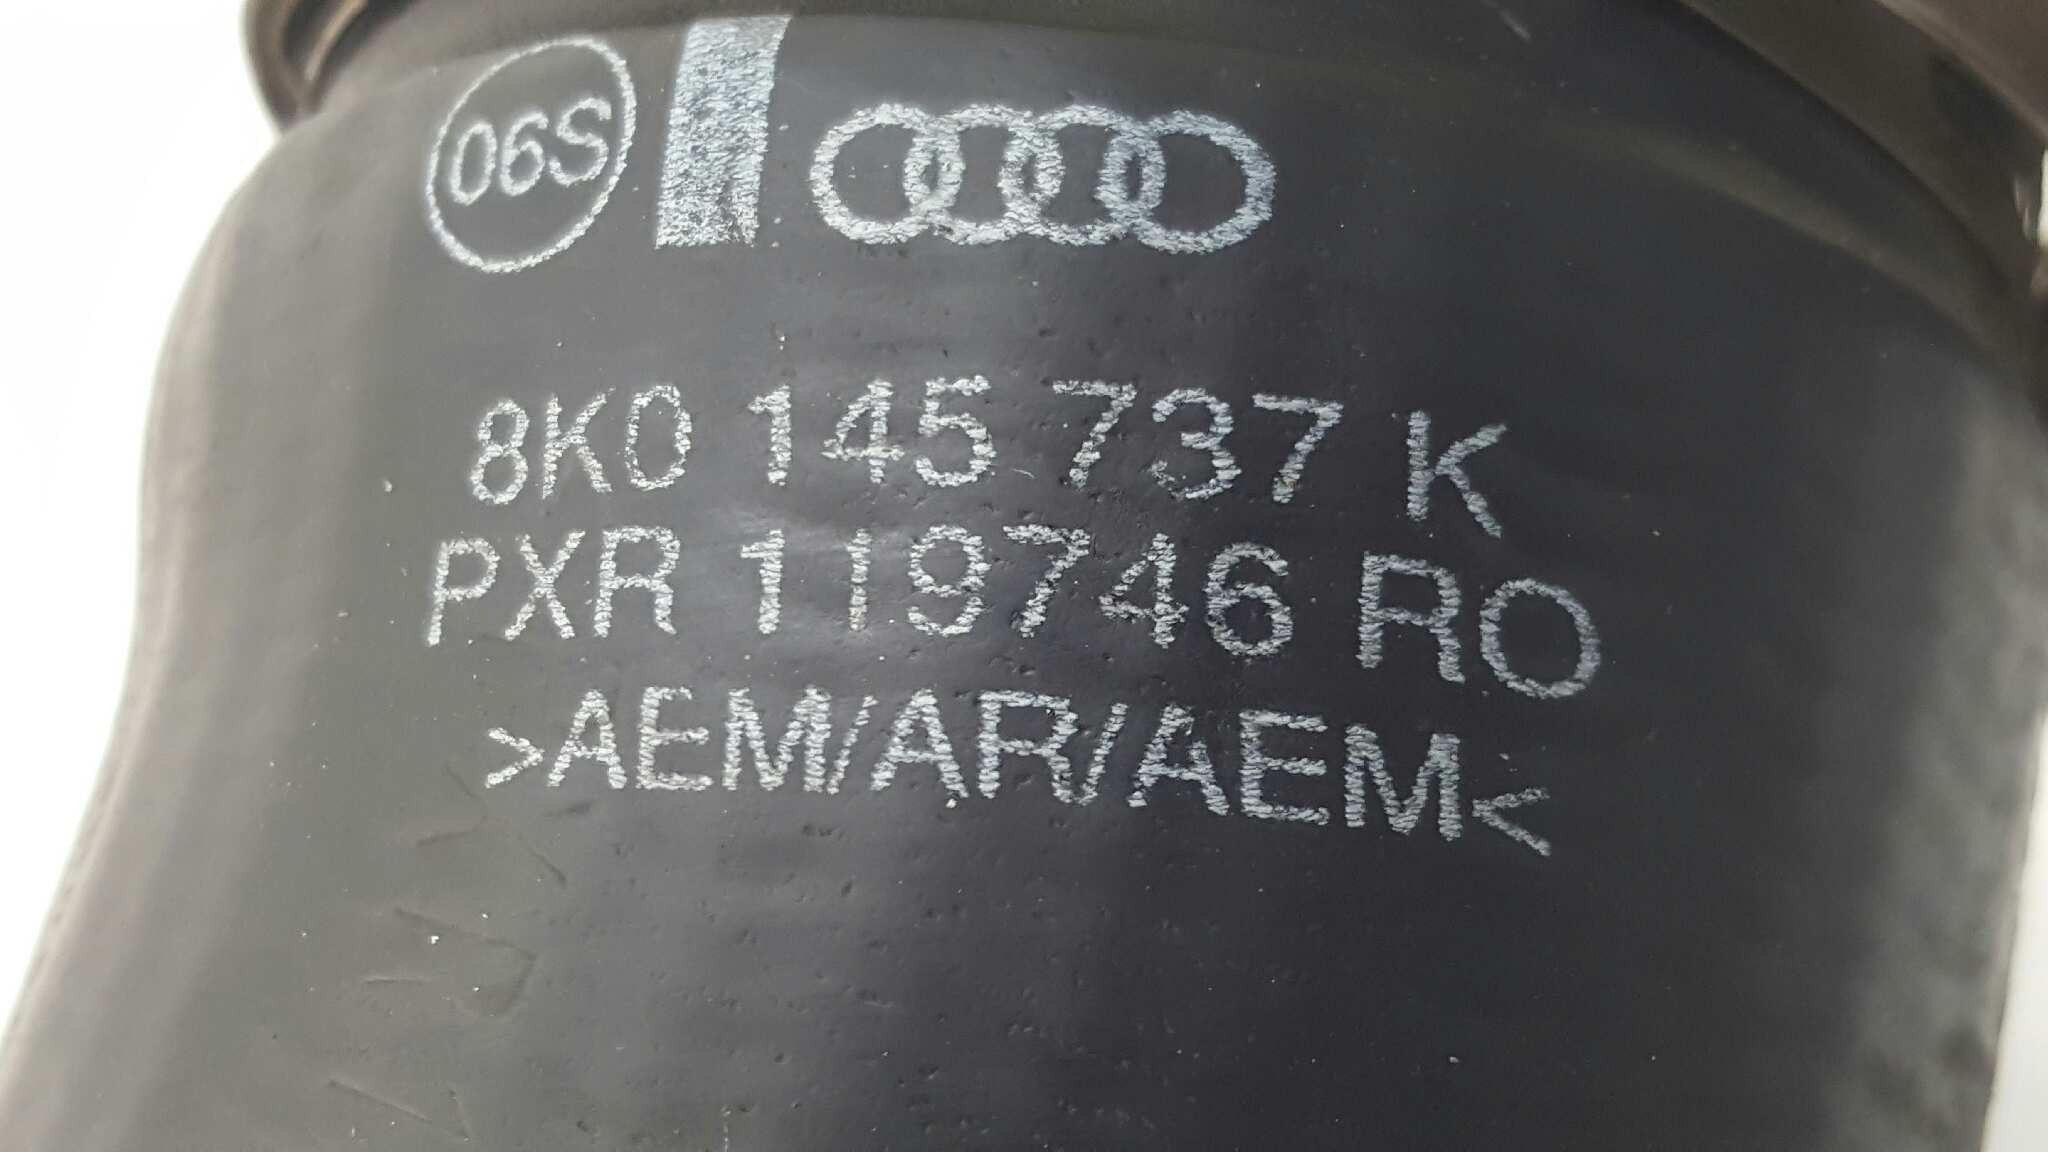 06S
8K0 145 737 K
PXR 119746 RO
>AEM/AR/AEM<